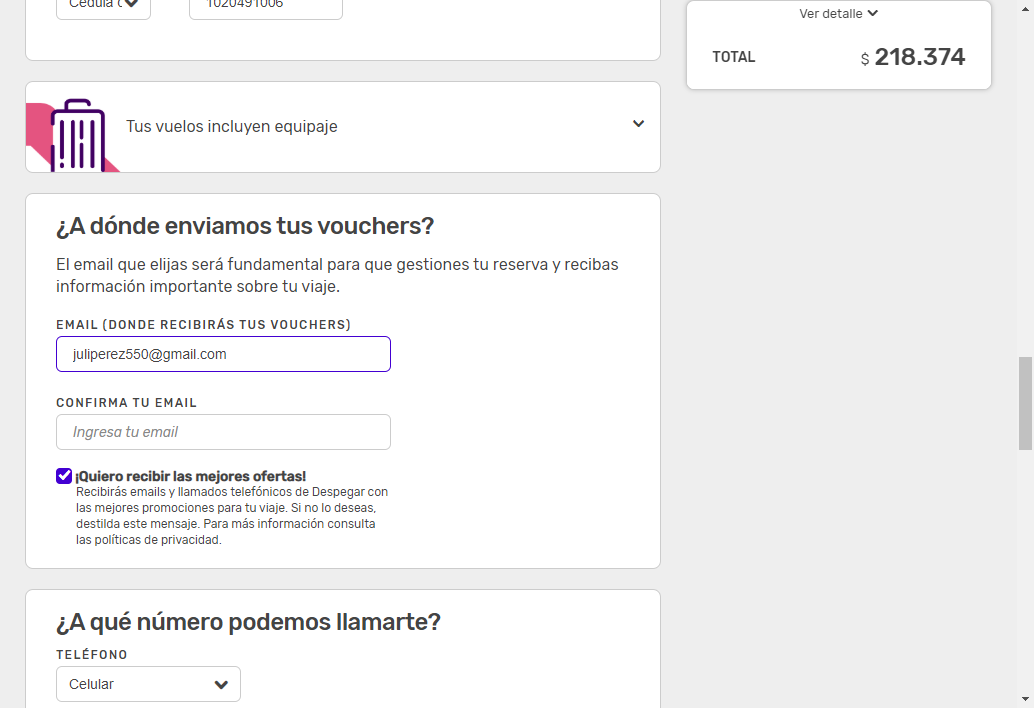 Cédula c
1020491006
Ver detalle
TOTAL
$ 218.374
Tus vuelos incluyen equipaje
¿A dónde enviamos tus vouchers?
El email que elijas será fundamental para que gestiones tu reserva y recibas
información importante sobre tu viaje.
EMAIL (DONDE RECIBIRÁS TUS VOUCHERS)
juliperez550@gmail.com
CONFIRMA TU EMAIL
Ingresa tu email
¡Quiero recibir las mejores ofertas!
Recibirás emails y llamados telefónicos de Despegar con
las mejores promociones para tu viaje. Si no lo deseas,
destilda este mensaje. Para más información consulta
las políticas de privacidad.
¿A qué número podemos llamarte?
TELÉFONO
Celular